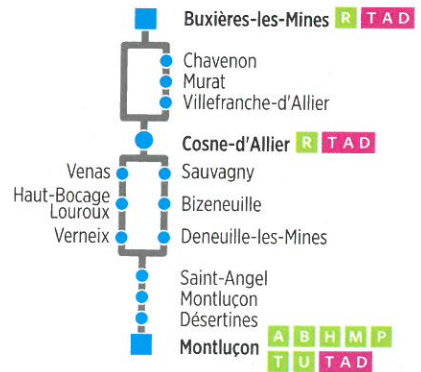 Buxières-les-Mines R TAD
Chavenon
Murat
Villefranche-d'Allier
Cosne-d'Allier R TAD
Venas
Sauvagny
Haut-Bocage
Louroux
Bizeneuille
Verneix
Deneuille-les-Mines
Saint-Angel
Montluçon
Désertines
Montluçon
A B H M P
T U TAD